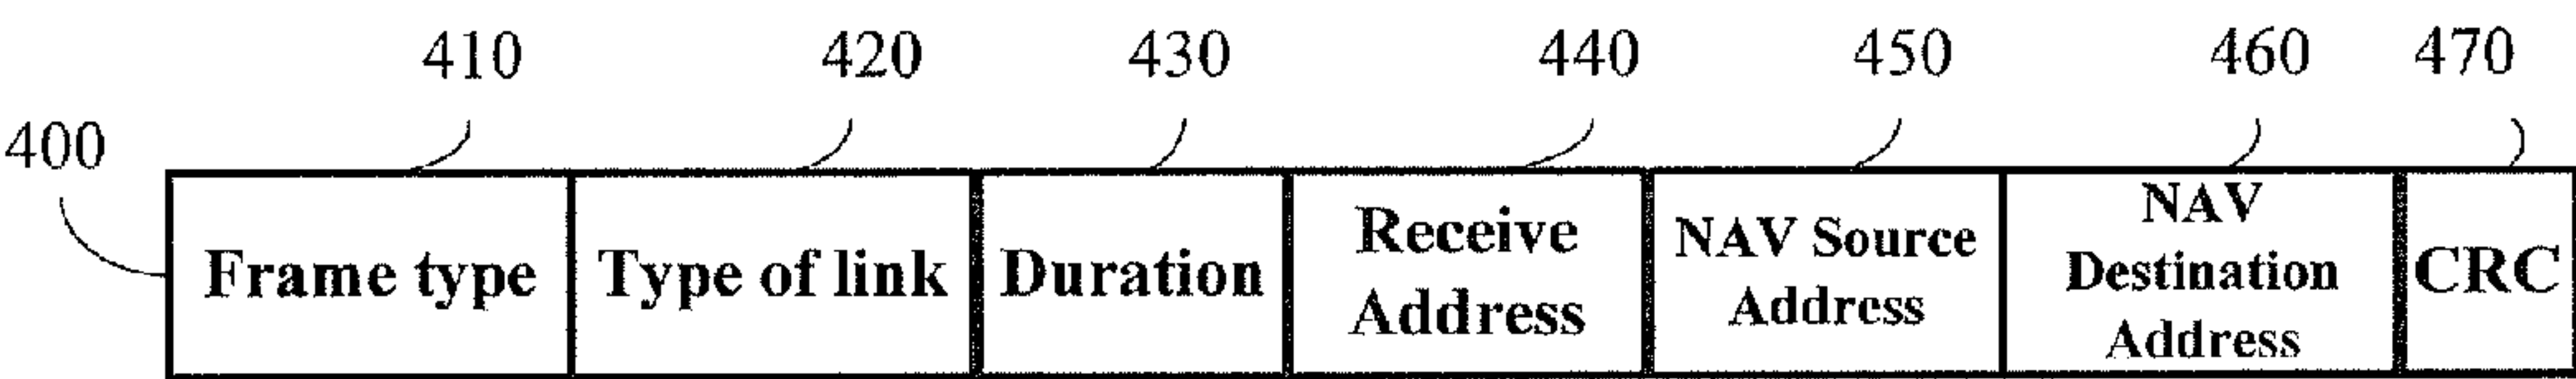 410 420 430 440 450 460 470
400
Frame type Type of link Duration Receive Address NAV Source Address NAV Destination Address CRC